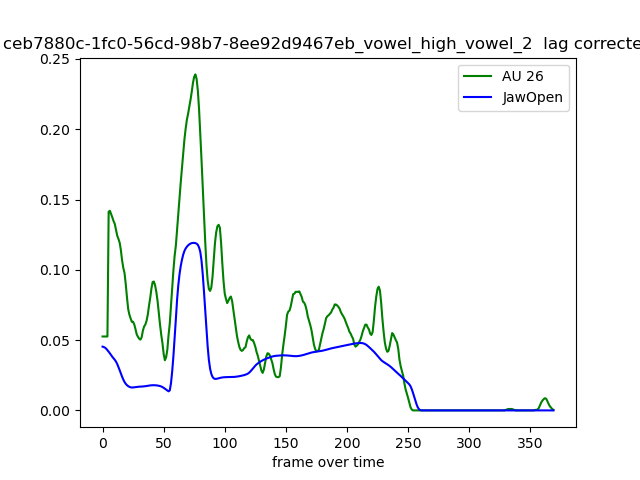 ceb7880c-1fc0-56cd-98b7-8ee92d9467eb_vowel_high_vowel_2 lag correcte
0.25
0.20
0.15
0.10
0.05
0.00
AU 26
JawOpen
0 50 100 150 200 250 300 350
frame over time